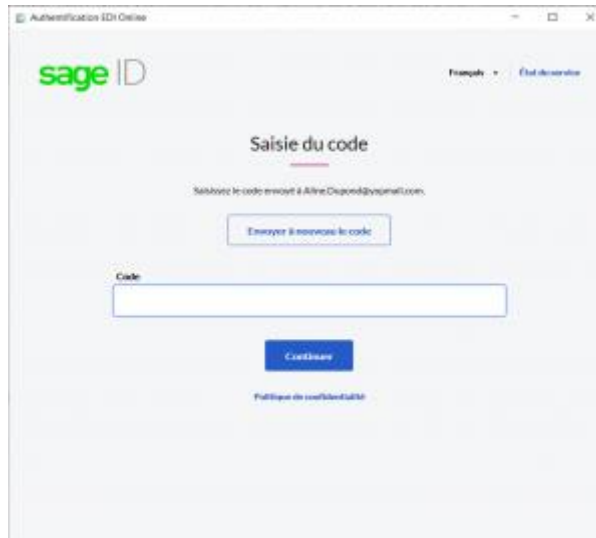 Authentification EDI Online
sage ID
Français
État du service
Saisie du code
Saisissez le code envoyé à Aline.Dupond@yopmail.com.
Envoyer à nouveau le code
Code
Continuer
Politique de confidentialité